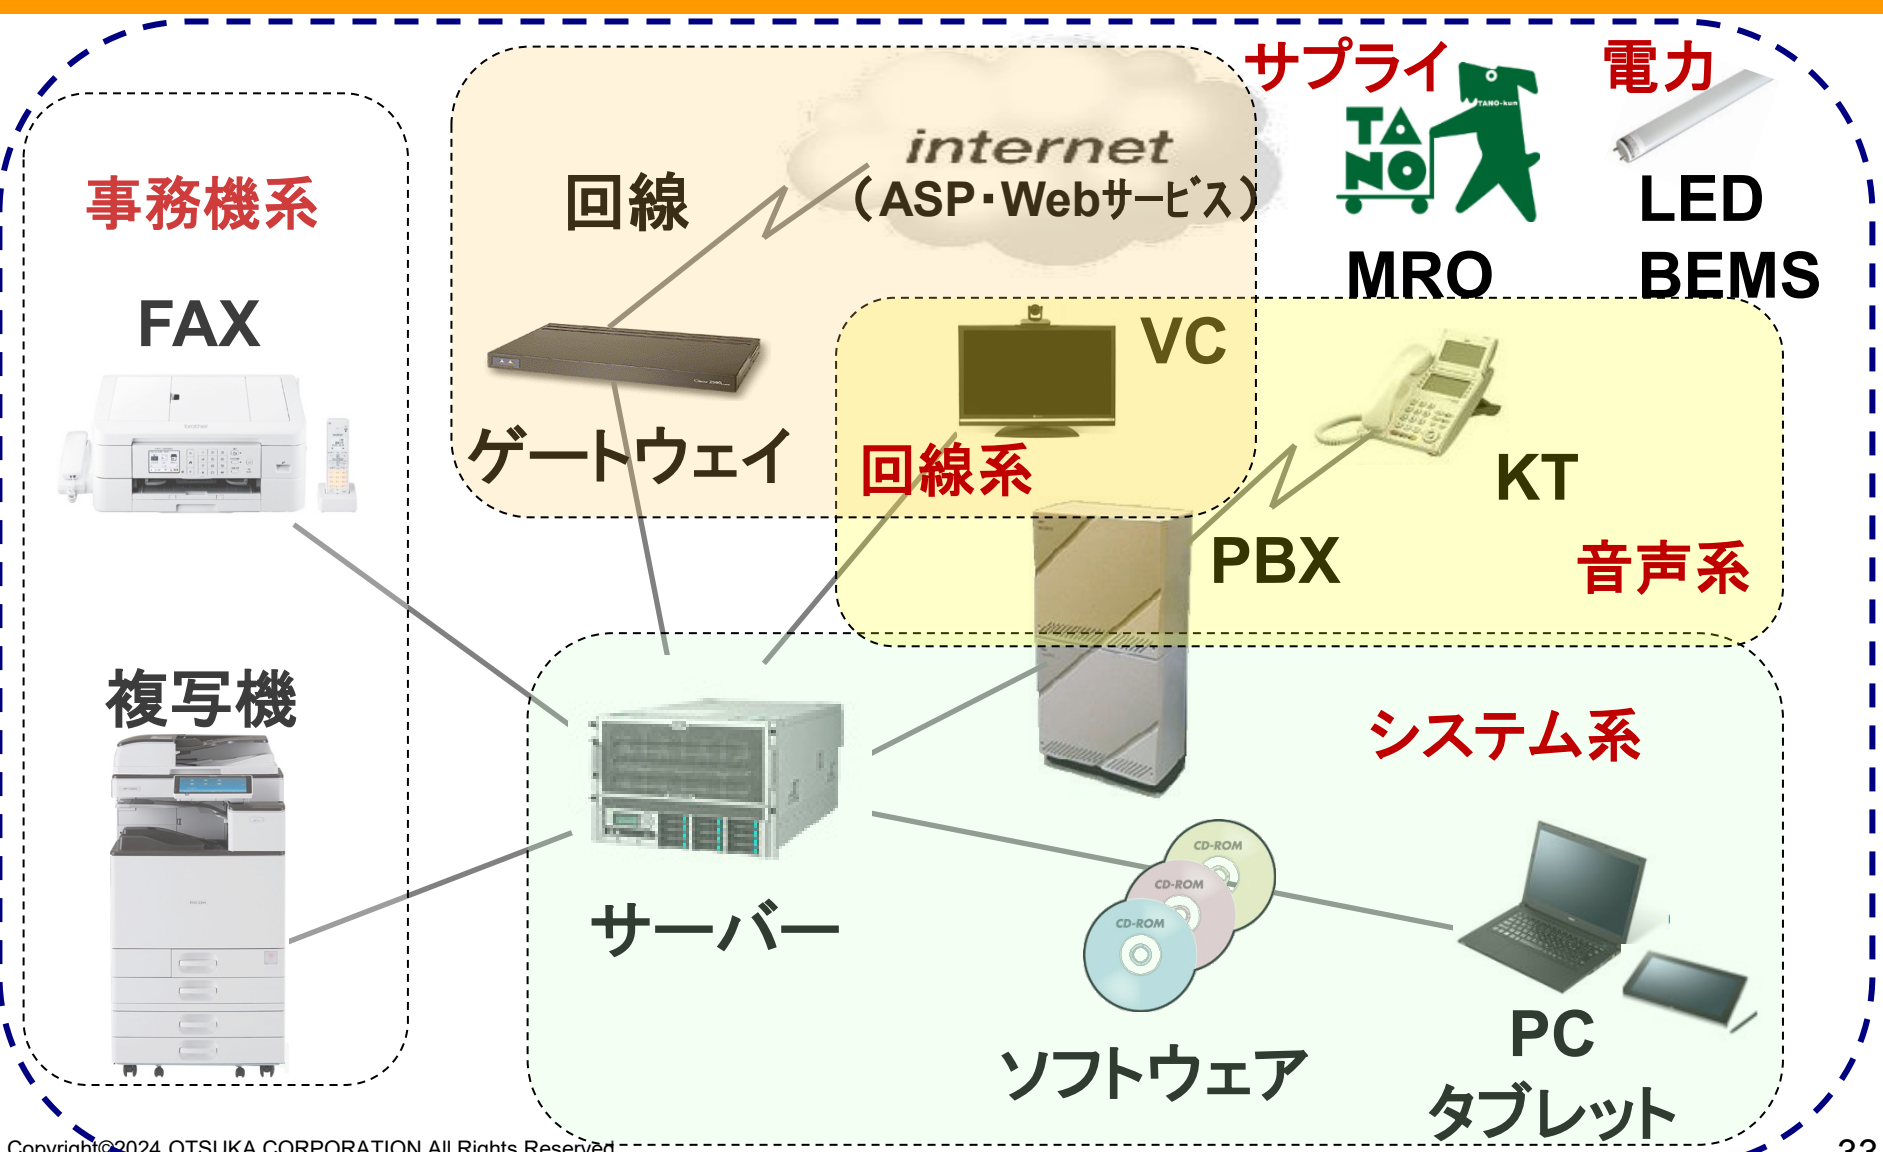 サプライ
電力
TANO-kun
TA
NO
internet
（ASP・Webサービス）
回線
事務機系
LED
BEMS
MRO
FAX
VC
ゲートウェイ
回線系
KT
PBX
音声系
複写機
システム系
CD-ROM
CD-ROM
CD-ROM
サーバー
ソフトウェア
PC
タブレット
Copyright©2024 OTSUKA CORPORATION All Rights Reserved
33